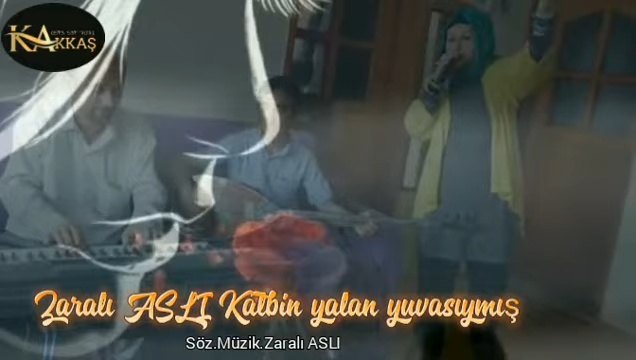 KAKKAŞ
Zaralı ASLI Kalbin yalan yuvasıymış
Söz.Müzik.Zaralı ASLI